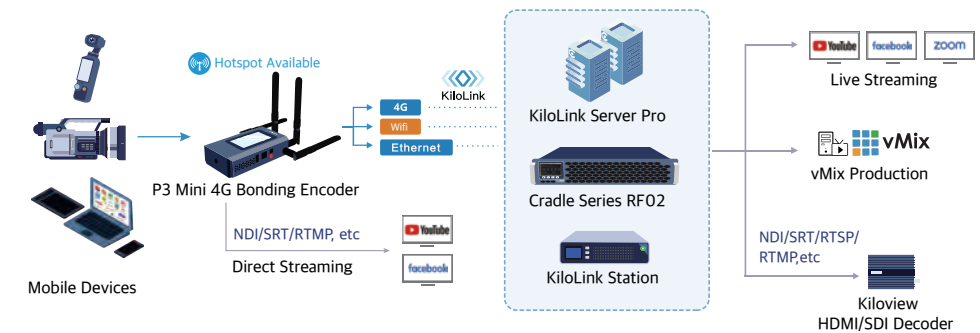 Hotspot Available
KiloLink
4G
Wifi
Ethernet
P3 Mini 4G Bonding Encoder
NDI/SRT/RTMP, etc
Direct Streaming
YouTube
facebook
Mobile Devices
KiloLink Server Pro
Cradle Series RF02
KiloLink Station
YouTube
facebook
zoom
Live Streaming
vMix
vMix Production
NDI/SRT/RTSP/
RTMP,etc
Kiloview
HDMI/SDI Decoder